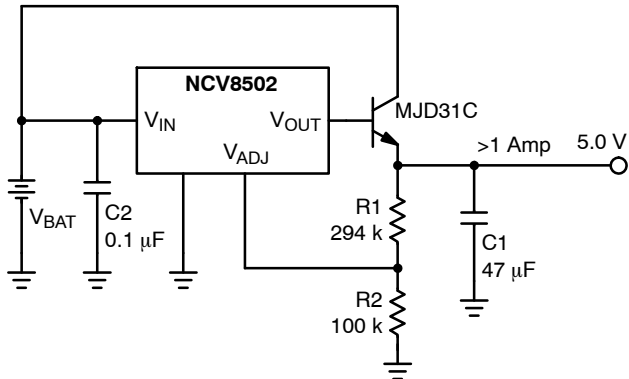 NCV8502
MJD31C
V_IN
V_OUT
V_ADJ
>1 Amp
5.0 V
V_BAT
C2
0.1 μF
R1
294 k
C1
47 μF
R2
100 k